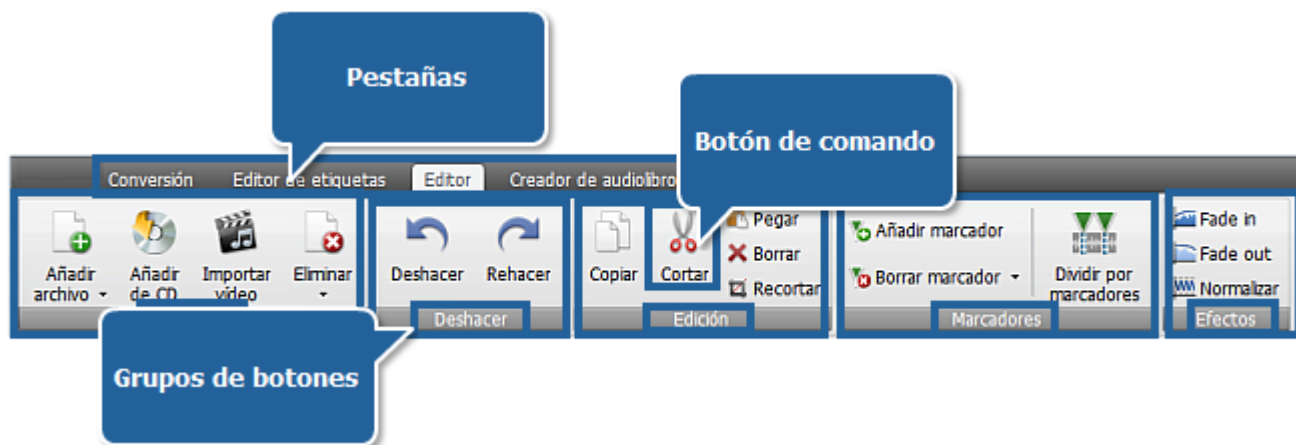 Pestañas
Botón de comando
Conversión Editor de etiquetas Editor Creador de audiolibro
Añadir archivo
Añadir de CD
Importar vídeo
Eliminar
Deshacer
Rehacer
Copiar
Cortar
Pegar
Borrar
Recortar
Añadir marcador
Borrar marcador
Dividir por marcadores
Fade in
Fade out
Normalizar
Deshacer
Edición
Marcadores
Efectos
Grupos de botones